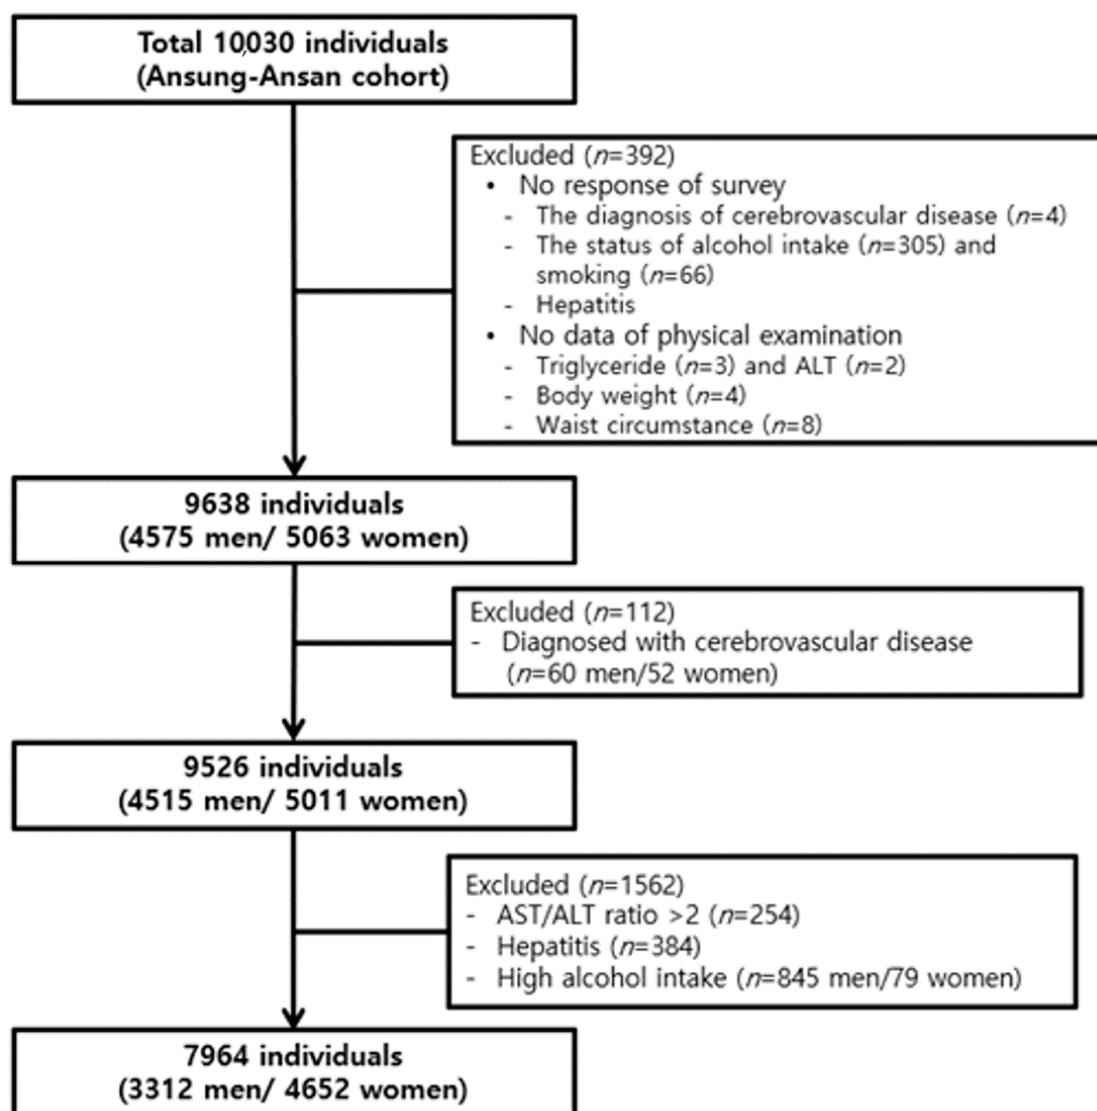 Total 10,030 individuals
(Ansung-Ansan cohort)
Excluded (n=392)
• No response of survey
- The diagnosis of cerebrovascular disease (n=4)
- The status of alcohol intake (n=305) and
smoking (n=66)
- Hepatitis
• No data of physical examination
- Triglyceride (n=3) and ALT (n=2)
- Body weight (n=4)
- Waist circumstance (n=8)
9638 individuals
(4575 men/ 5063 women)
Excluded (n=112)
- Diagnosed with cerebrovascular disease
(n=60 men/52 women)
9526 individuals
(4515 men/ 5011 women)
Excluded (n=1562)
- AST/ALT ratio >2 (n=254)
- Hepatitis (n=384)
- High alcohol intake (n=845 men/79 women)
7964 individuals
(3312 men/ 4652 women)